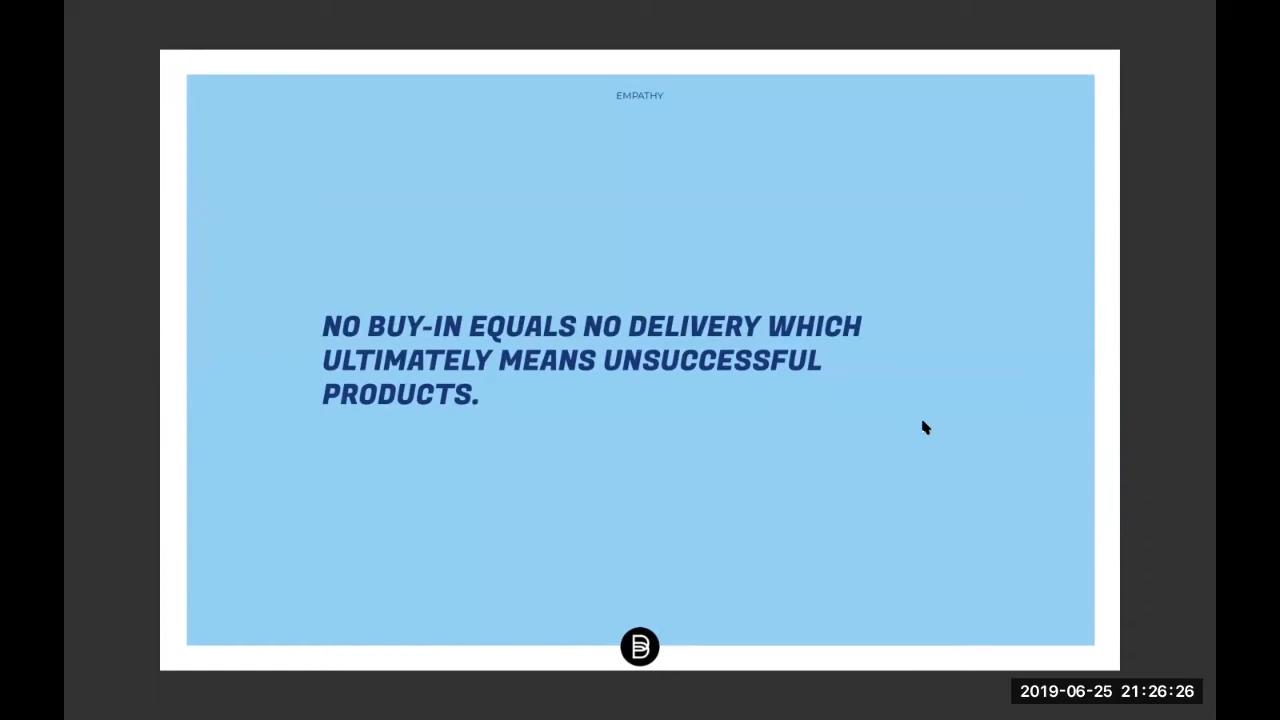 EMPATHY
NO BUY-IN EQUALS NO DELIVERY WHICH
ULTIMATELY MEANS UNSUCCESSFUL
PRODUCTS.
B
2019-06-25 21:26:26